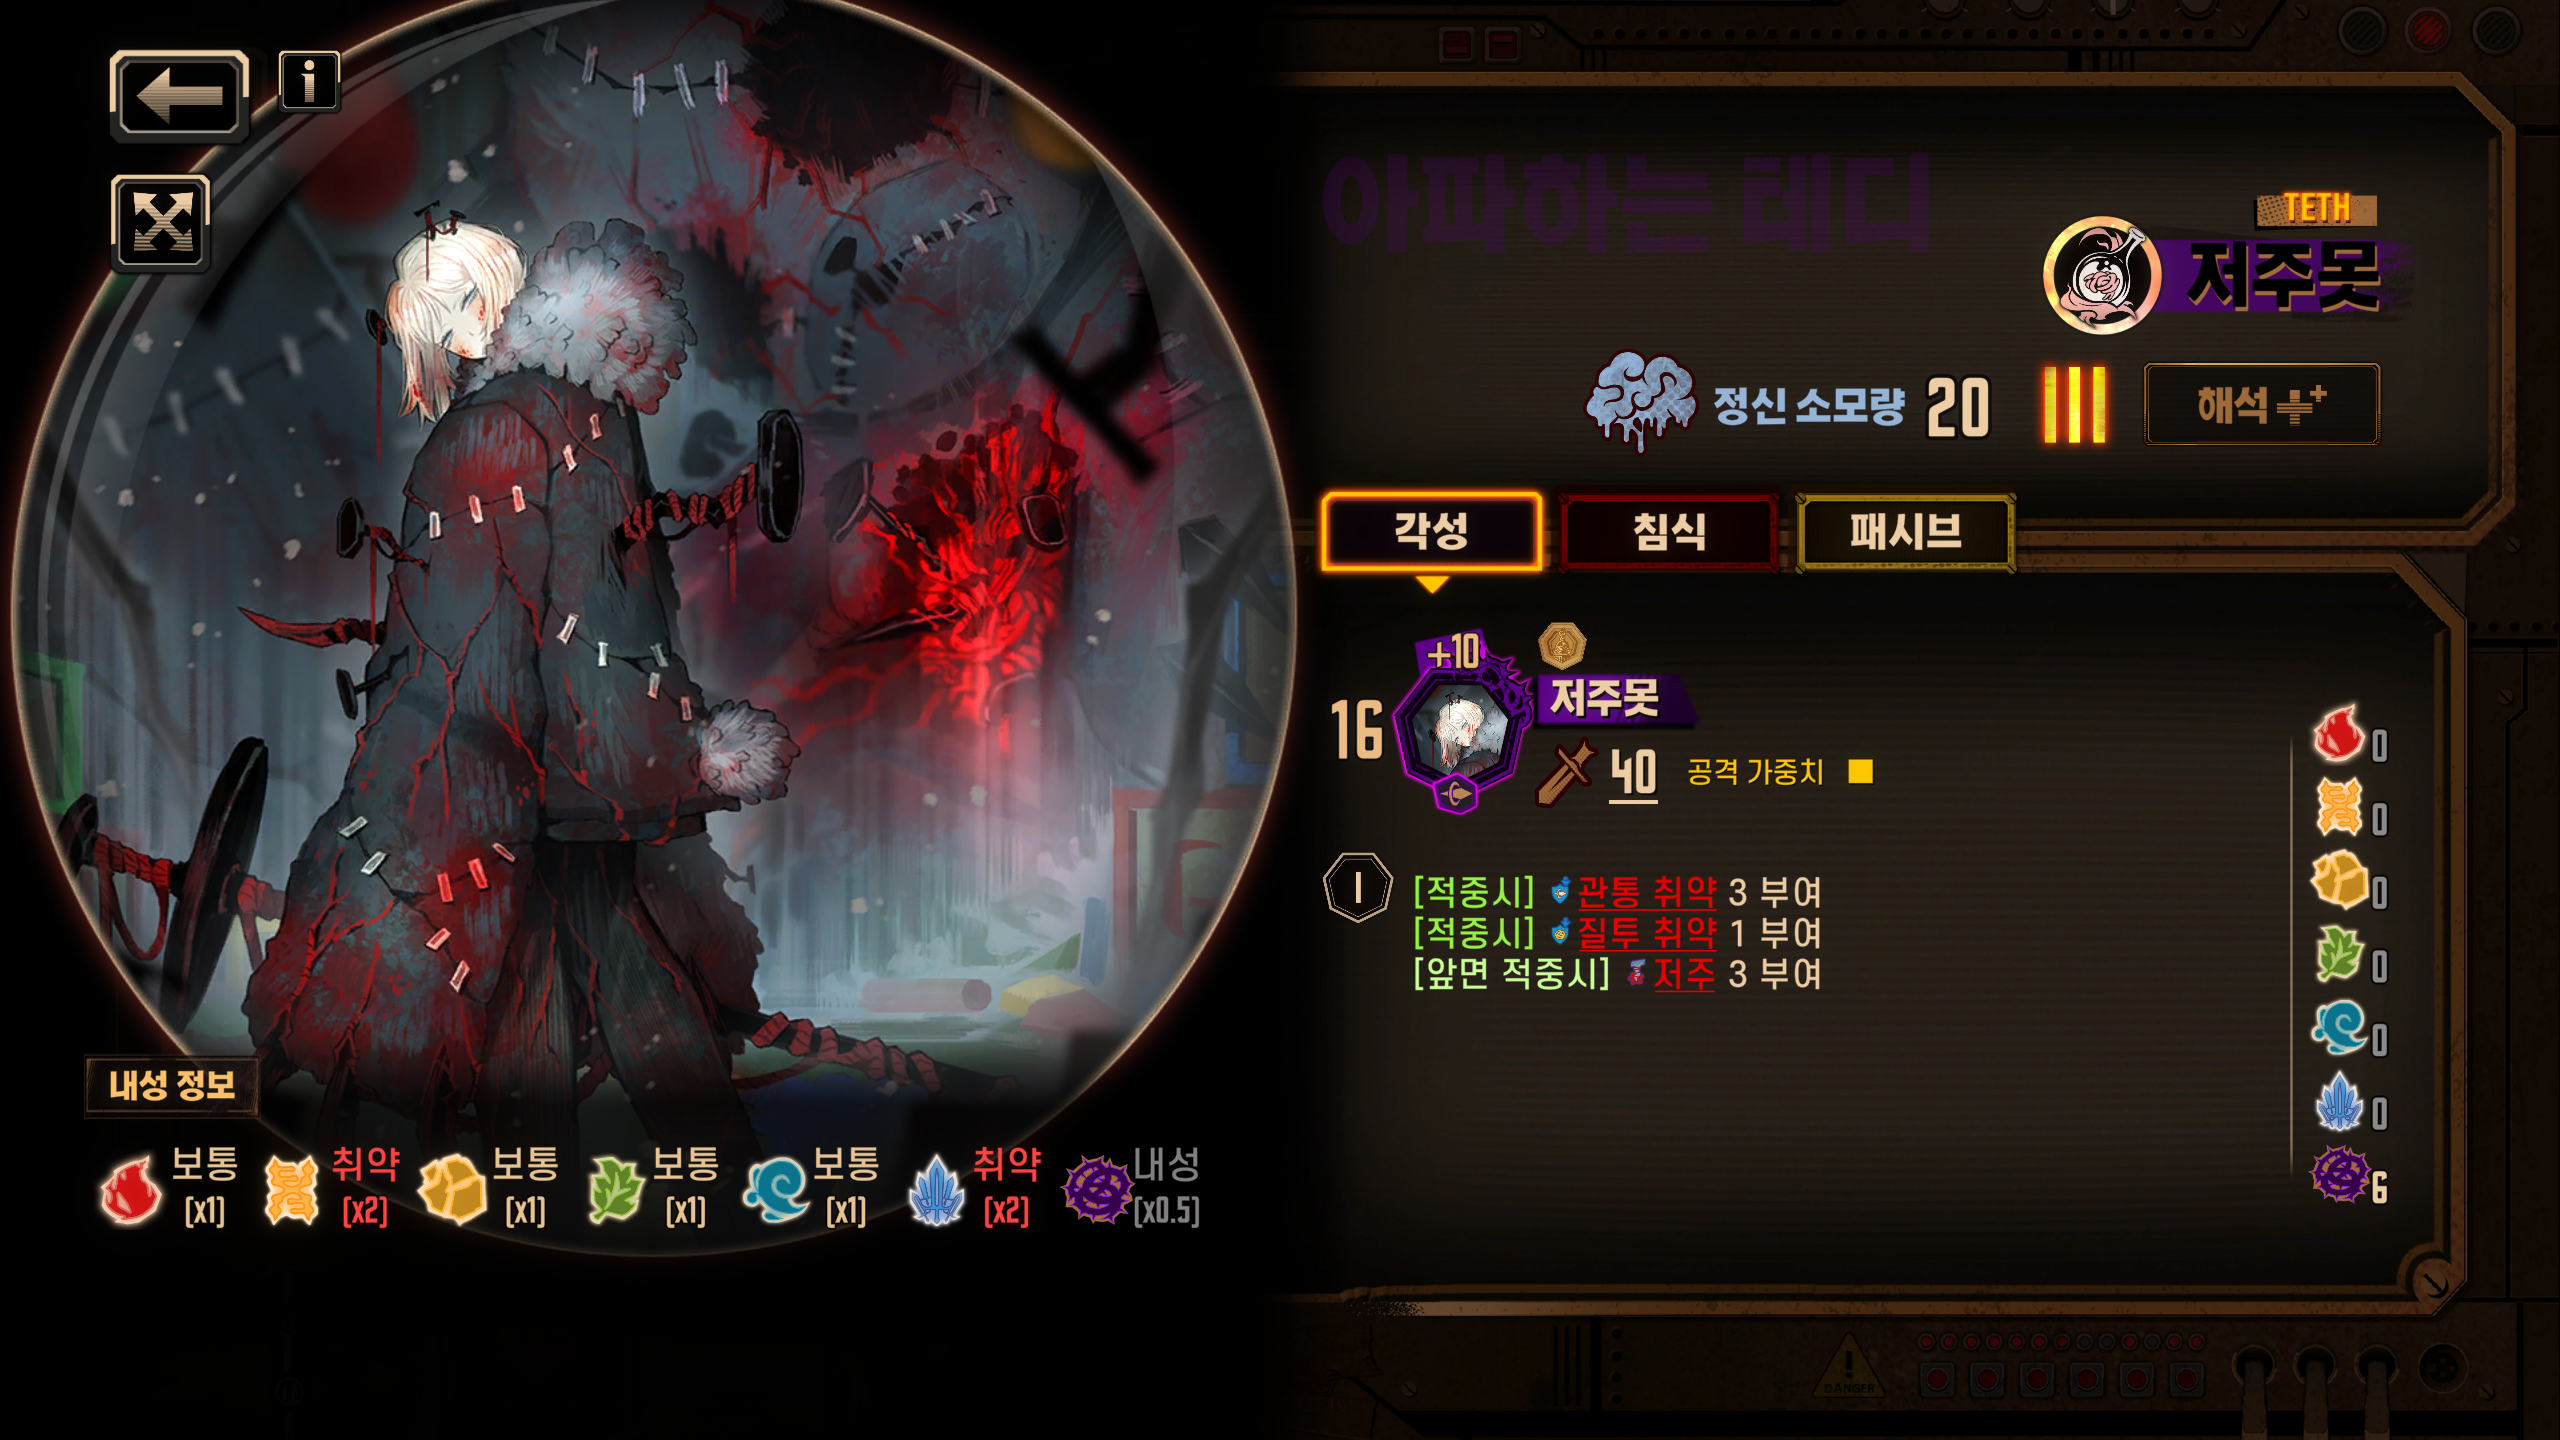 아파하는 테디
TETH
저주못
정신 소모량 20
해석
각성
침식
패시브
16
+10
저주못
40 공격 가중치
I
[적중시] 관통 취약 3 부여
[적중시] 질투 취약 1 부여
[앞면 적중시] 저주 3 부여
0
0
0
0
0
0
6
내성 정보
보통 [x1]
취약 [x2]
보통 [x1]
보통 [x1]
보통 [x1]
취약 [x2]
내성 [x0.5]
DANGER